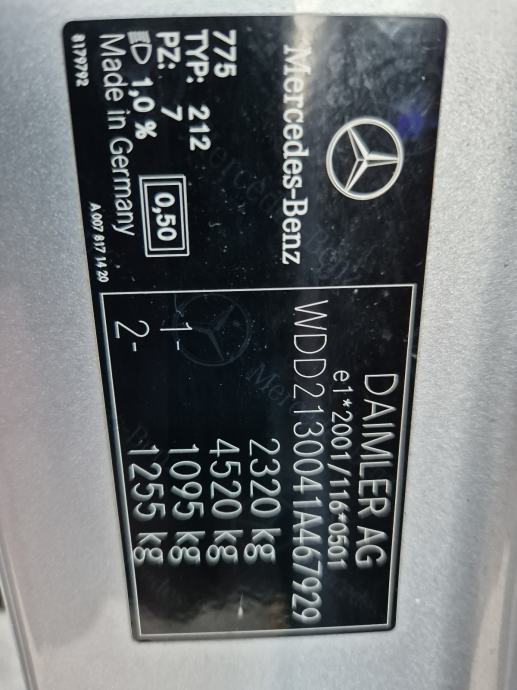 Mercedes-Benz
775
TYP: 212
PZ: 7
1,0 %
0,50
Made in Germany
8179792
A 007 817 14 20
DAIMLER AG
e1*2001/116*0501
WDD2130041A467929
2320 kg
4520 kg
1- 1095 kg
2- 1255 kg